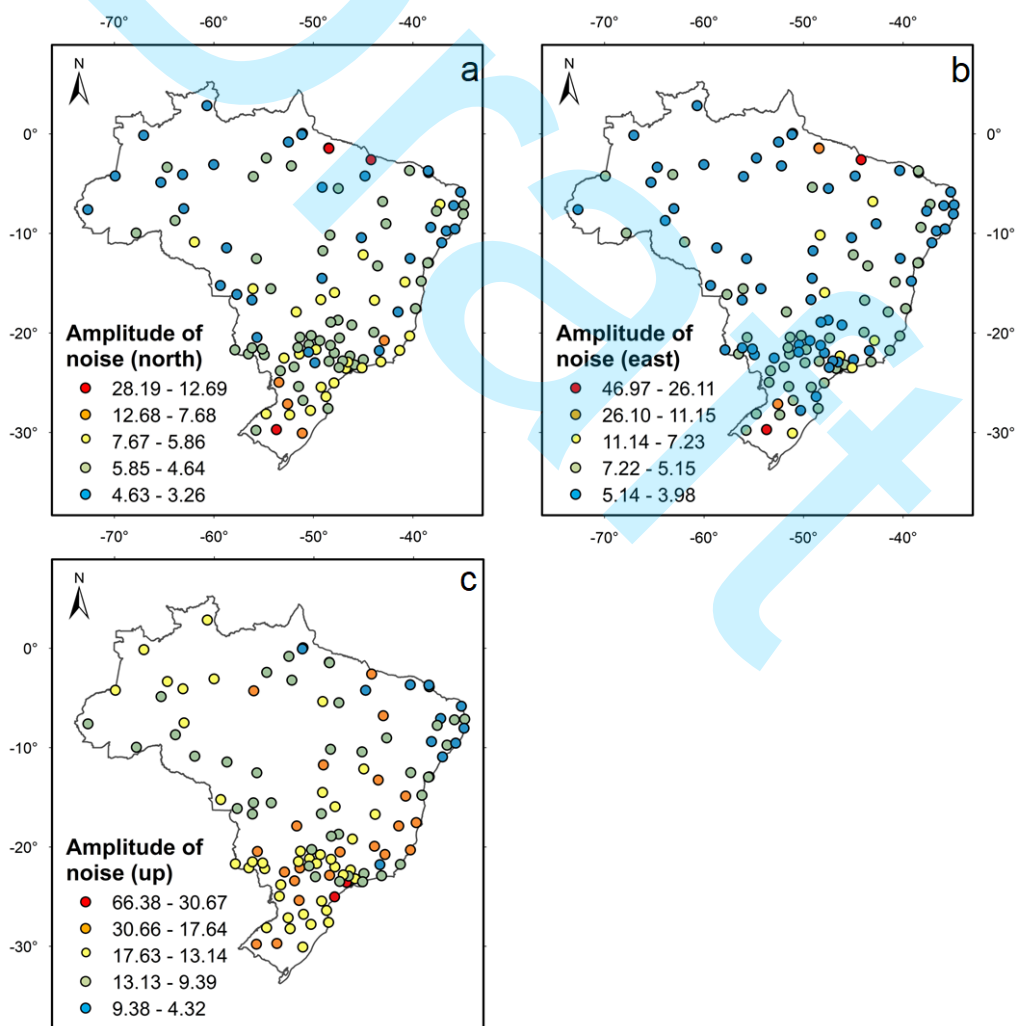 -70° -60° -50° -40° -70° -60° -50° -40°
N a N b
0° 0°
-10° -10°
-20° -20°
-30° -30°
Amplitude of
noise (north)
28.19 - 12.69
12.68 - 7.68
7.67 - 5.86
5.85 - 4.64
4.63 - 3.26
Amplitude of
noise (east)
46.97 - 26.11
26.10 - 11.15
11.14 - 7.23
7.22 - 5.15
5.14 - 3.98
-70° -60° -50° -40° -70° -60° -50° -40°
N c
0°
-10°
-20°
-30°
Amplitude of
noise (up)
66.38 - 30.67
30.66 - 17.64
17.63 - 13.14
13.13 - 9.39
9.38 - 4.32